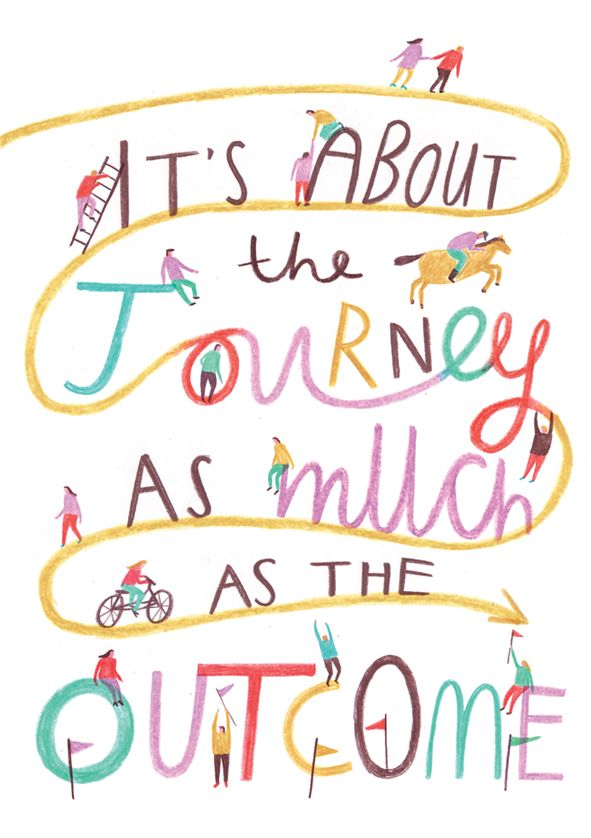 IT'S ABOUT
the
JOURNEY
AS much
AS THE
OUTCOME